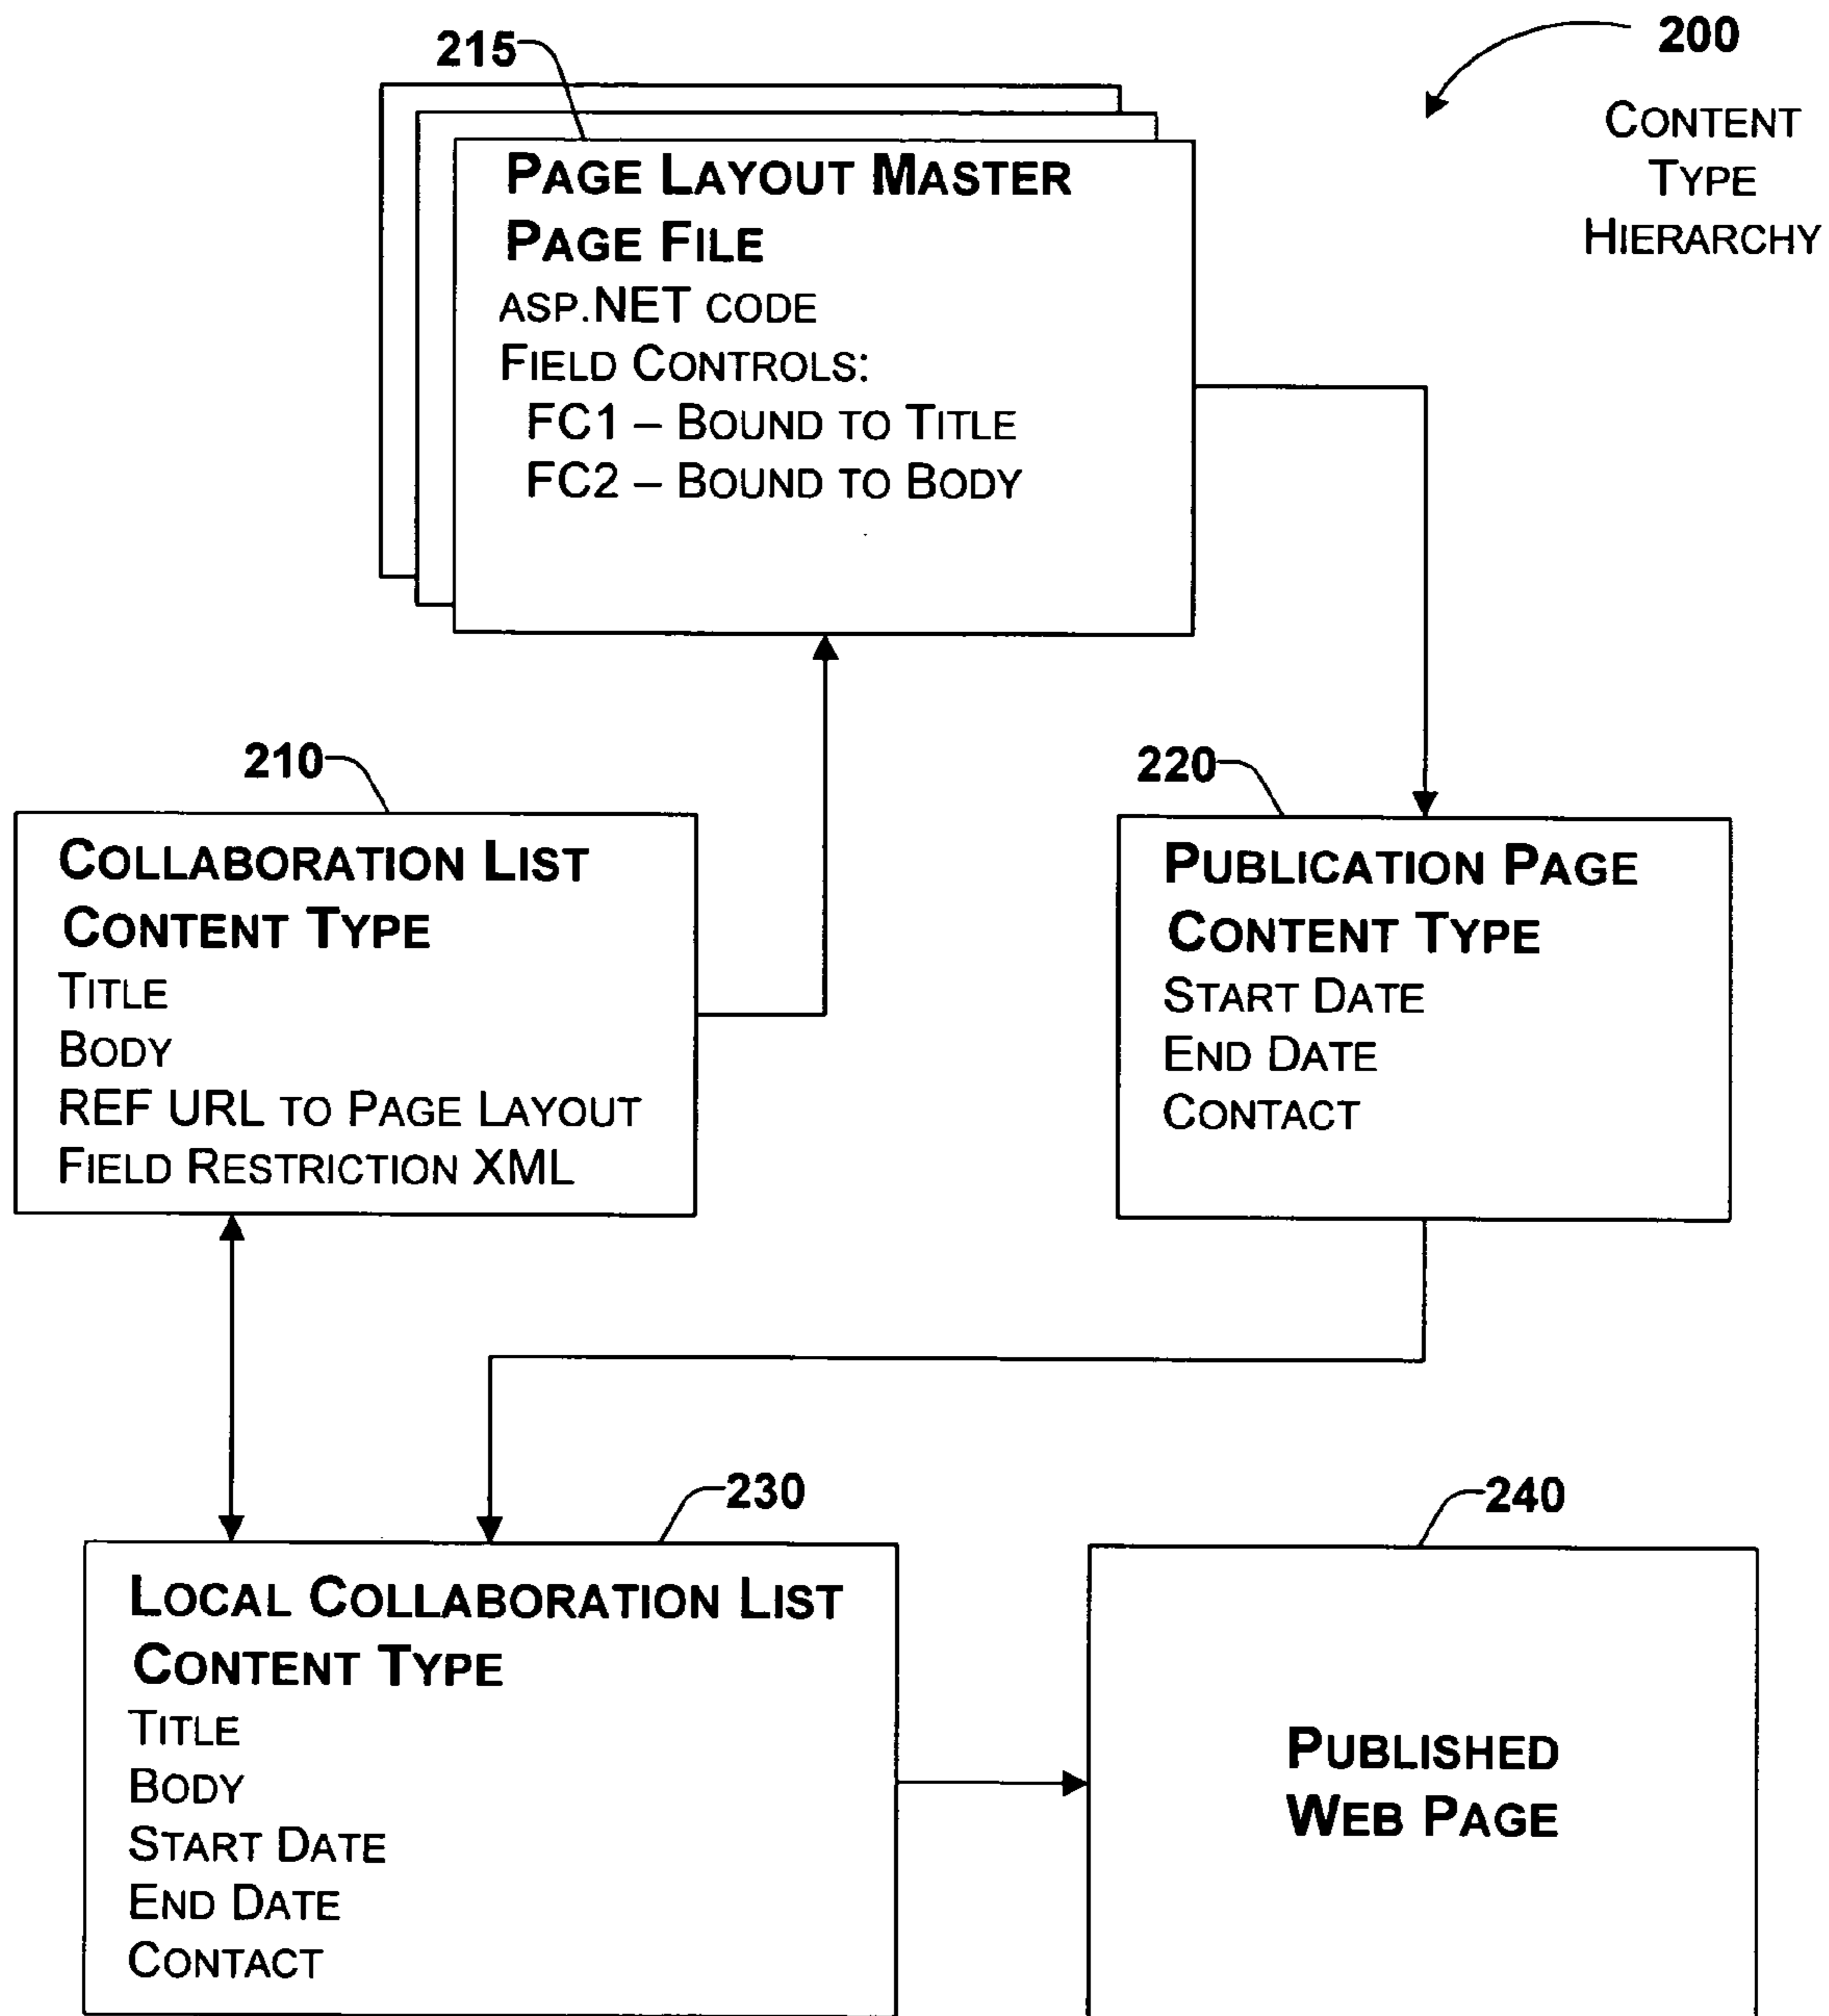 215
200
CONTENT
TYPE
HIERARCHY
PAGE LAYOUT MASTER
PAGE FILE
ASP.NET CODE
FIELD CONTROLS:
FC1 – BOUND TO TITLE
FC2 – BOUND TO BODY
210
COLLABORATION LIST
CONTENT TYPE
TITLE
BODY
REF URL TO PAGE LAYOUT
FIELD RESTRICTION XML
220
PUBLICATION PAGE
CONTENT TYPE
START DATE
END DATE
CONTACT
230
LOCAL COLLABORATION LIST
CONTENT TYPE
TITLE
BODY
START DATE
END DATE
CONTACT
240
PUBLISHED
WEB PAGE